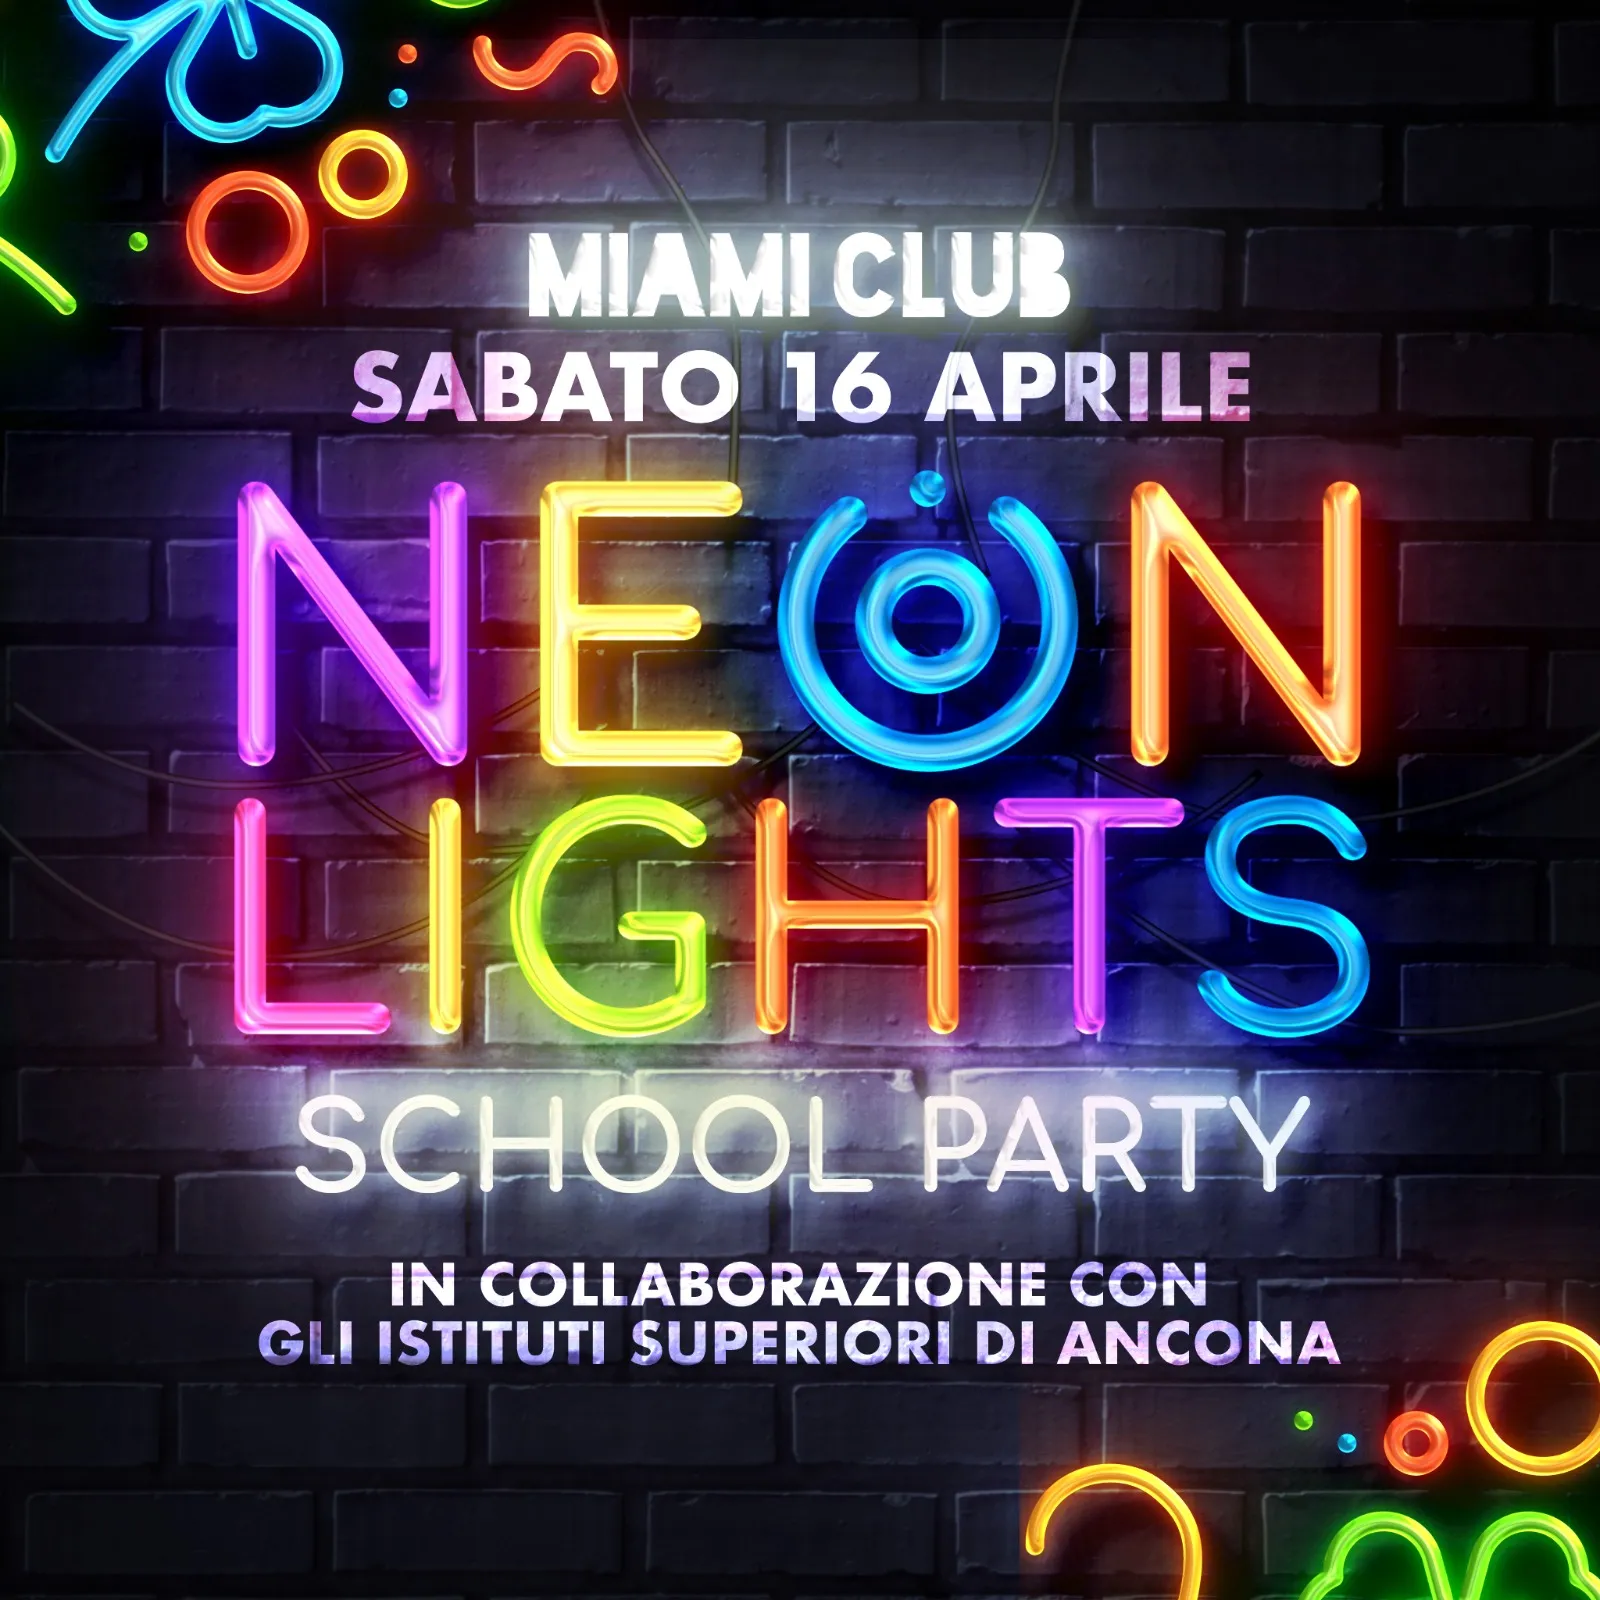 MIAMI CLUB
SABATO 16 APRILE
NEON
LIGHTS
SCHOOL PARTY
IN COLLABORAZIONE CON
GLI ISTITUTI SUPERIORI DI ANCONA